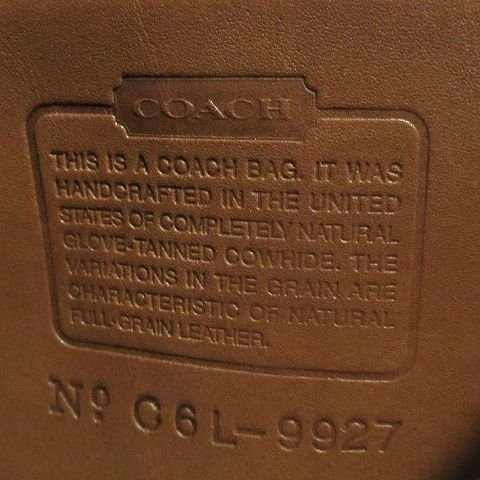 COACH
THIS IS A COACH BAG. IT WAS
HANDCRAFTED IN THE UNITED
STATES OF COMPLETELY NATURAL
GLOVE-TANNED COWHIDE. THE
VARIATIONS IN THE GRAIN ARE
CHARACTERISTIC OF NATURAL
FULL-GRAIN LEATHER.
Nº C6L-9927